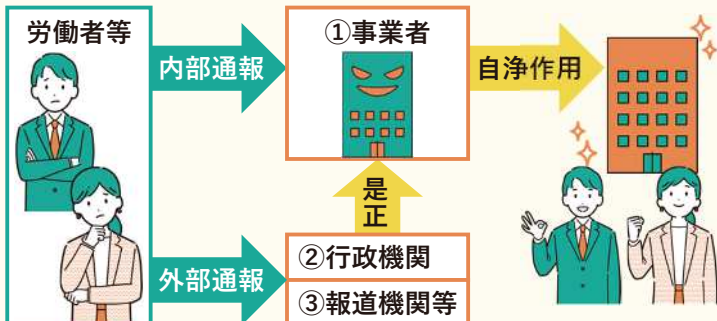 労働者等
内部通報
①事業者
自浄作用
是正
外部通報
②行政機関
③報道機関等